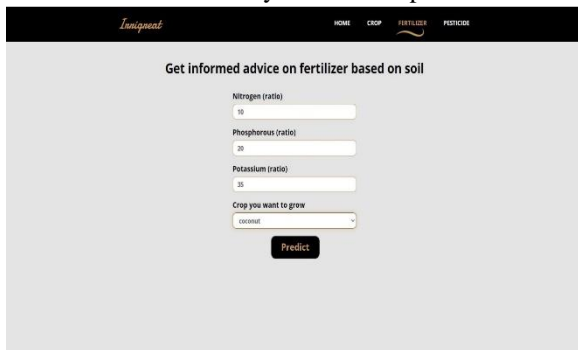 Innigreat HOME CROP FERTILIZER PESTICIDE
Get informed advice on fertilizer based on soil
Nitrogen (ratio)
10
Phosphorous (ratio)
20
Potassium (ratio)
35
Crop you want to grow
coconut
Predict